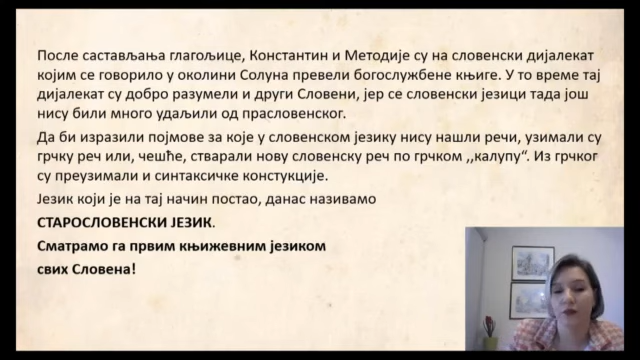 После састављања глагољице, Константин и Методије су на словенски дијалекат
којим се говорило у околини Солуна превели богослужбене књиге. У то време тај
дијалекат су добро разумели и други Словени, јер се словенски језици тада још
нису били много удаљили од прасловенског.
Да би изразили појмове за које у словенском језику нису нашли речи, узимали су
грчку реч или, чешће, стварали нову словенску реч по грчком ,,калупу“. Из грчког
су преузимали и синтаксичке констукције.
Језик који је на тај начин постао, данас називамо
СТАРОСЛОВЕНСКИ ЈЕЗИК.
Сматрамо га првим књижевним језиком
свих Словена!